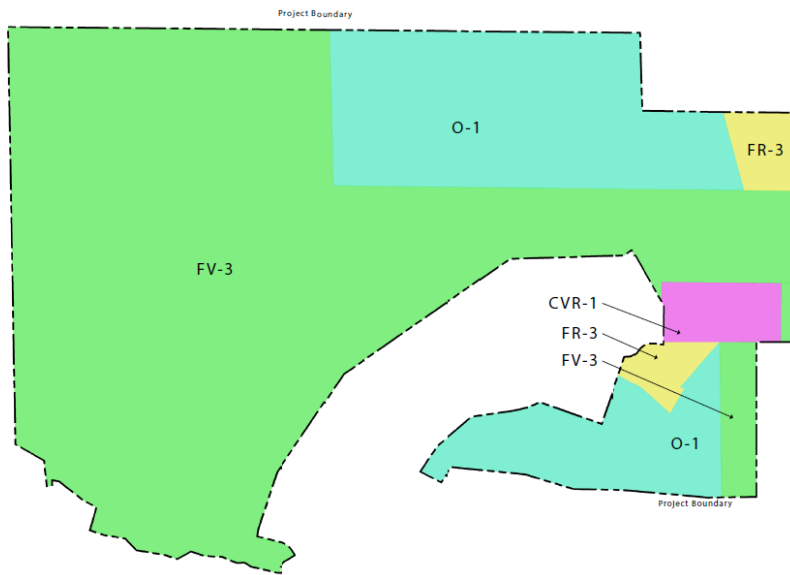 Project Boundary
O-1
FR-3
FV-3
CVR-1
FR-3
FV-3
O-1
Project Boundary